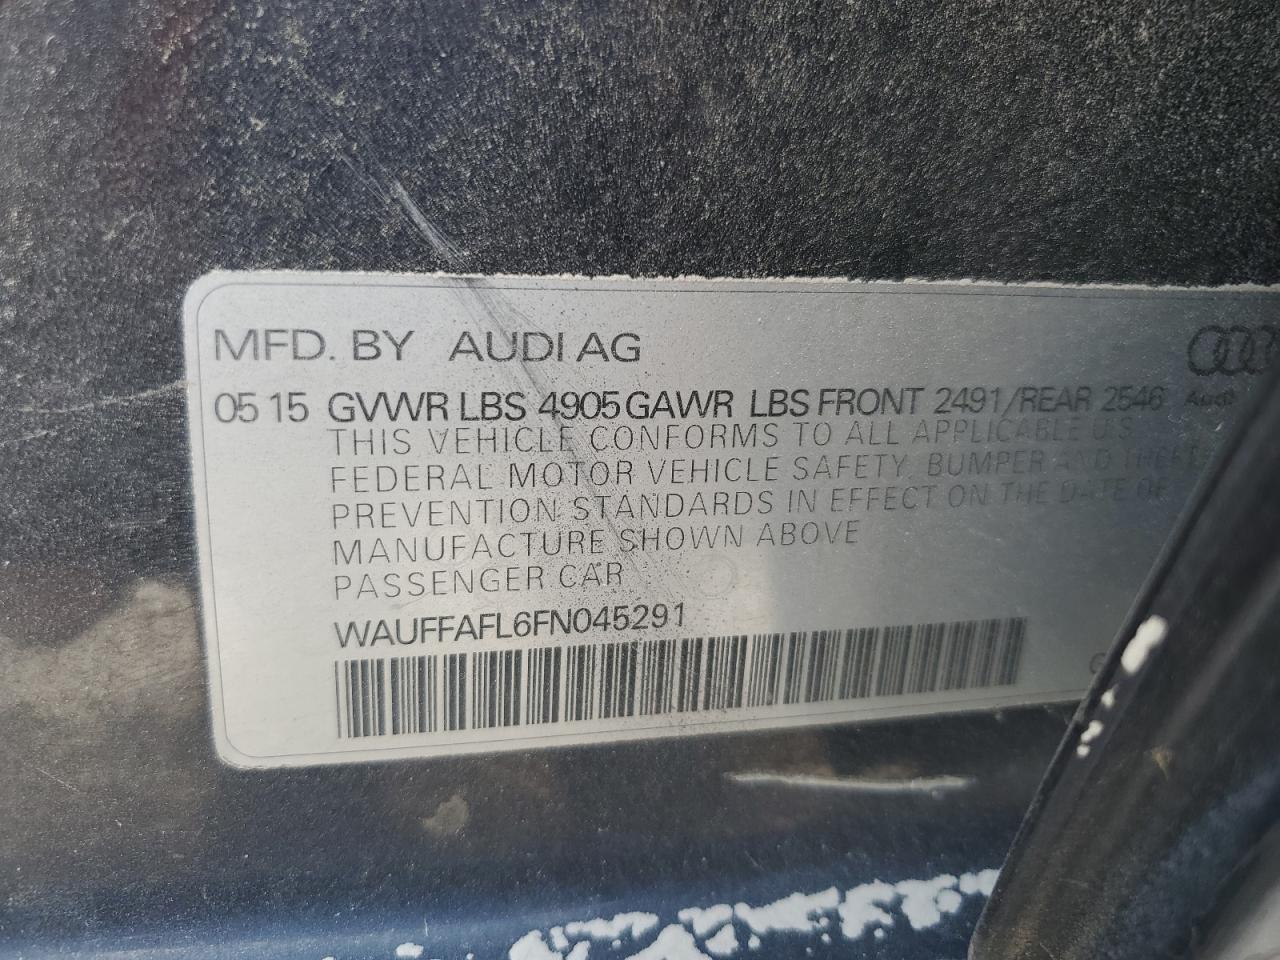 MFD. BY AUDI AG
05 15 GVWR LBS 4905 GAWR LBS FRONT 2491/REAR 2546 Audi
THIS VEHICLE CONFORMS TO ALL APPLICABLE U.S.
FEDERAL MOTOR VEHICLE SAFETY, BUMPER AND THEFT
PREVENTION STANDARDS IN EFFECT ON THE DATE OF
MANUFACTURE SHOWN ABOVE
PASSENGER CAR
WAUFFAFL6FN045291